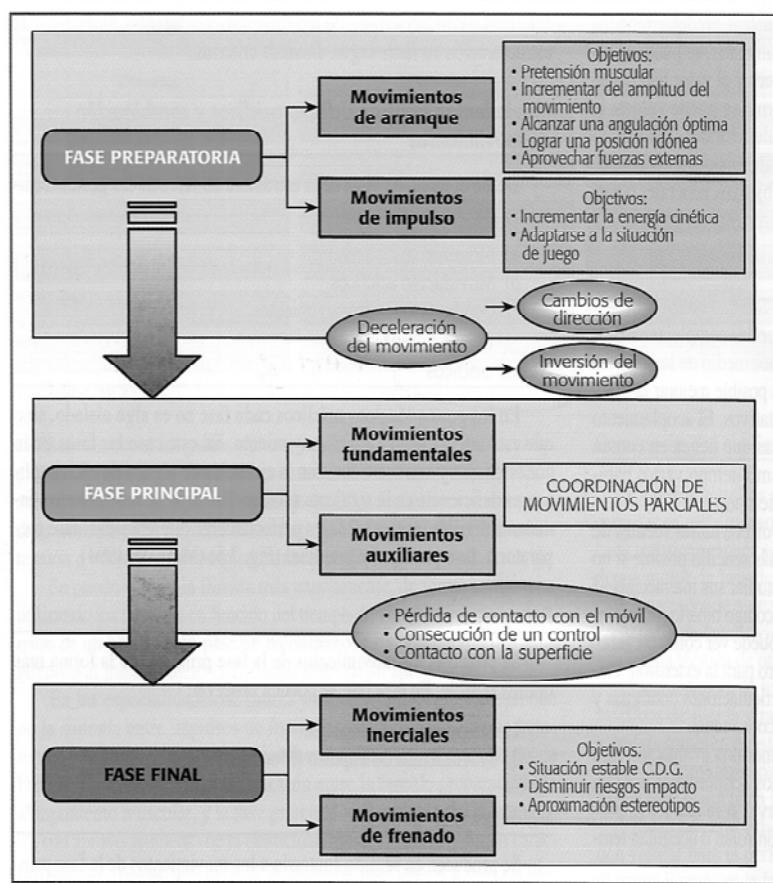 FASE PREPARATORIA
Movimientos
de arranque
Objetivos:
• Pretensión muscular
• Incrementar del amplitud del
movimiento
• Alcanzar una angulación óptima
• Lograr una posición idónea
• Aprovechar fuerzas externas
Movimientos
de impulso
Objetivos:
• Incrementar la energía cinética
• Adaptarse a la situación
de juego
Deceleración
del movimiento
Cambios de
dirección
Inversión del
movimiento
FASE PRINCIPAL
Movimientos
fundamentales
Movimientos
auxiliares
COORDINACIÓN DE
MOVIMIENTOS PARCIALES
• Pérdida de contacto con el móvil
• Consecución de un control
• Contacto con la superficie
FASE FINAL
Movimientos
inerciales
Movimientos
de frenado
Objetivos:
• Situación estable C.D.G.
• Disminuir riesgos impacto
• Aproximación estereotipos